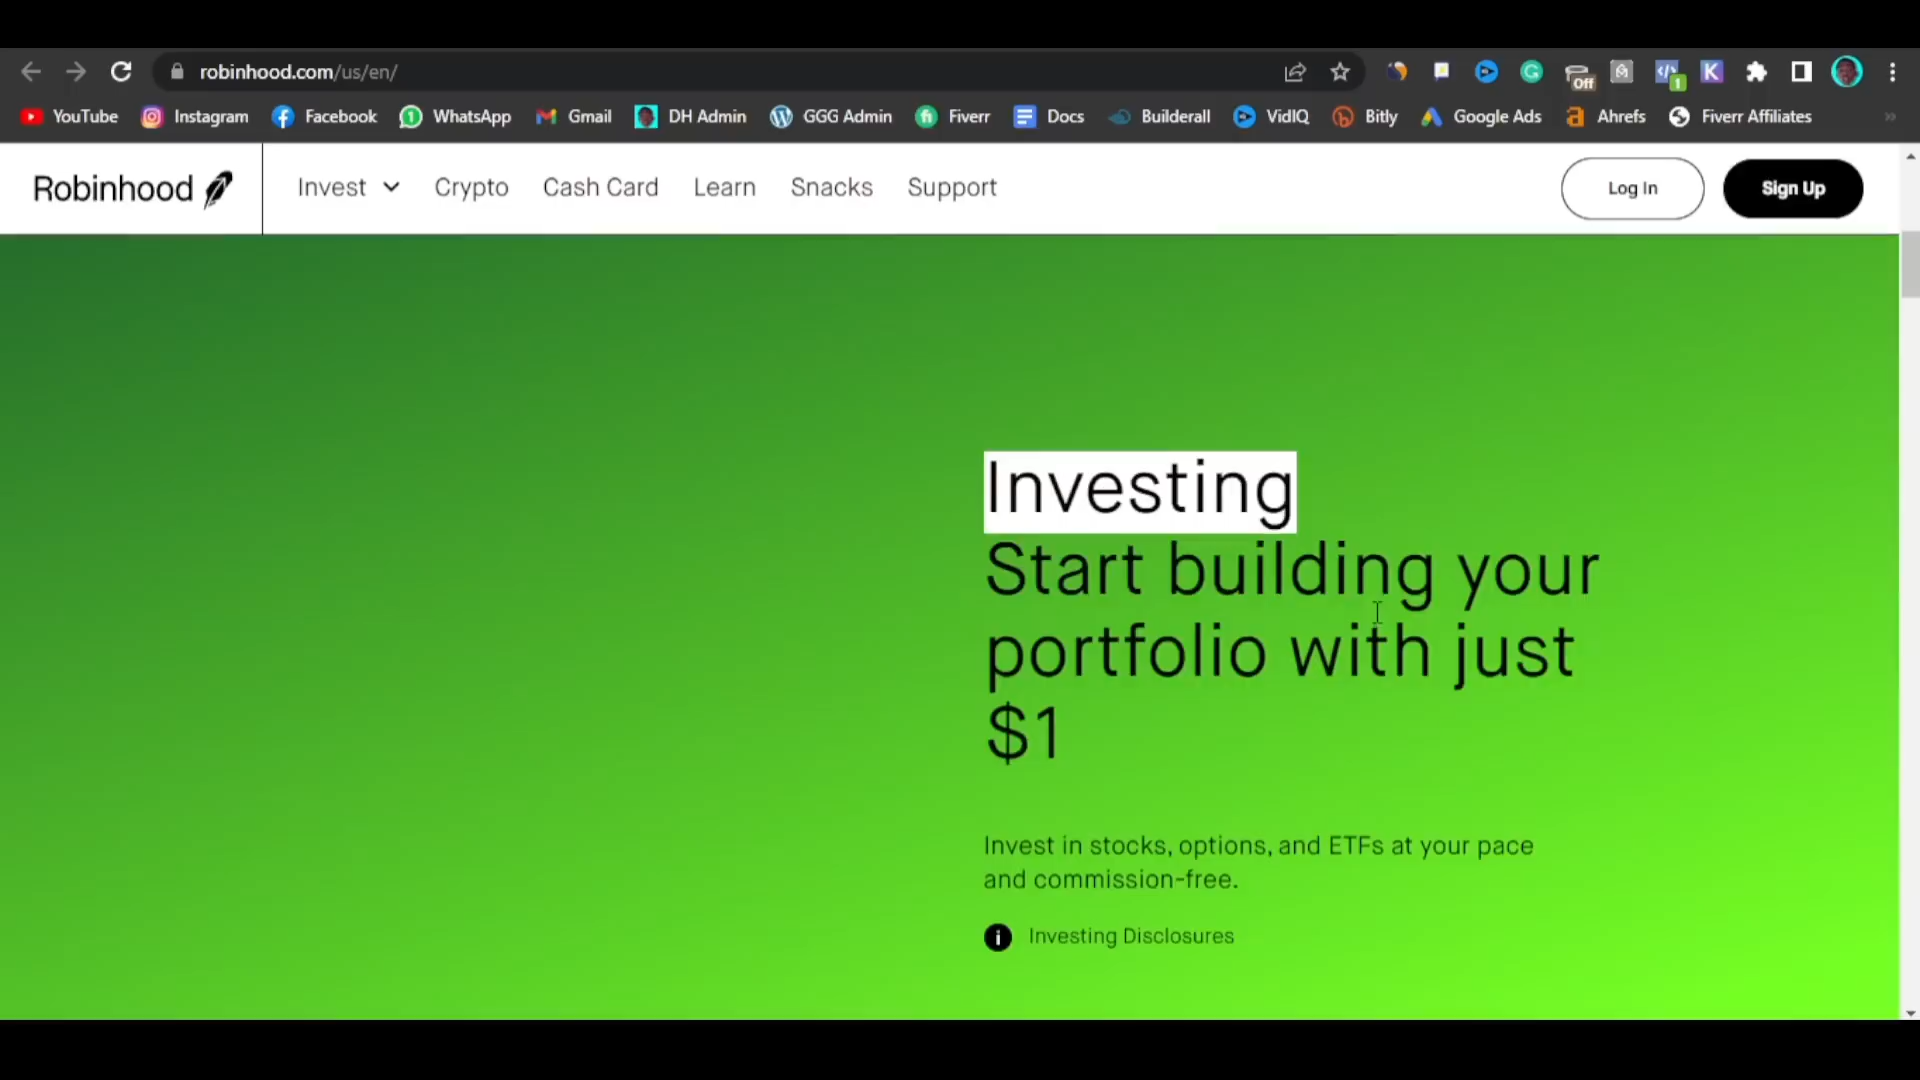 robinhood.com/us/en/
Off
1
YouTube Instagram Facebook WhatsApp Gmail DH Admin GGG Admin Fiverr Docs Builderall VidIQ Bitly Google Ads Ahrefs Fiverr Affiliates »
Robinhood Invest Crypto Cash Card Learn Snacks Support Log In Sign Up
Investing
Start building your
portfolio with just
$1
Invest in stocks, options, and ETFs at your pace
and commission-free.
Investing Disclosures